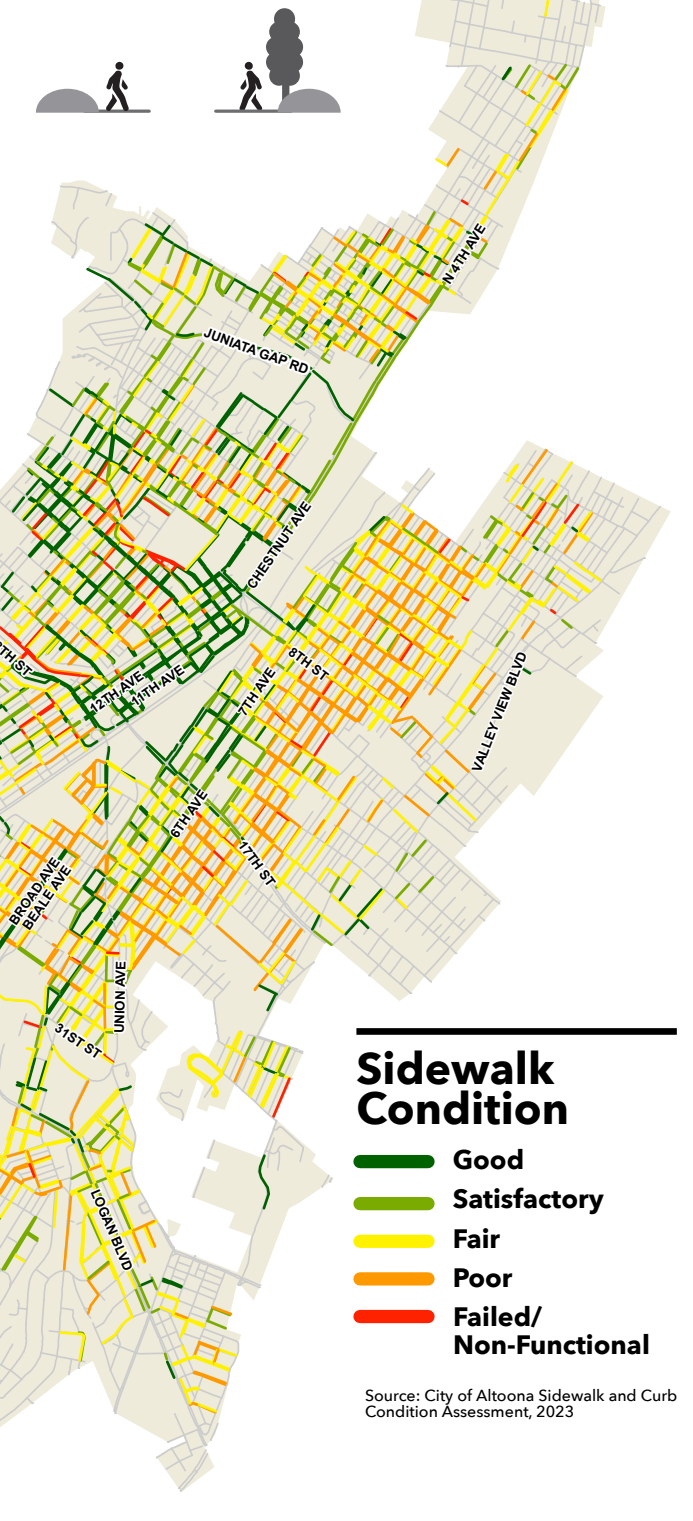 N 4TH AVE
JUNIATA GAP RD
CHESTNUT AVE
8TH ST
7TH AVE
12TH AVE
11TH AVE
VALLEY VIEW BLVD
6TH AVE
17TH ST
BROAD AVE
BEALE AVE
UNION AVE
31ST ST
LOGAN BLVD
Sidewalk
Condition
Good
Satisfactory
Fair
Poor
Failed/
Non-Functional
Source: City of Altoona Sidewalk and Curb
Condition Assessment, 2023